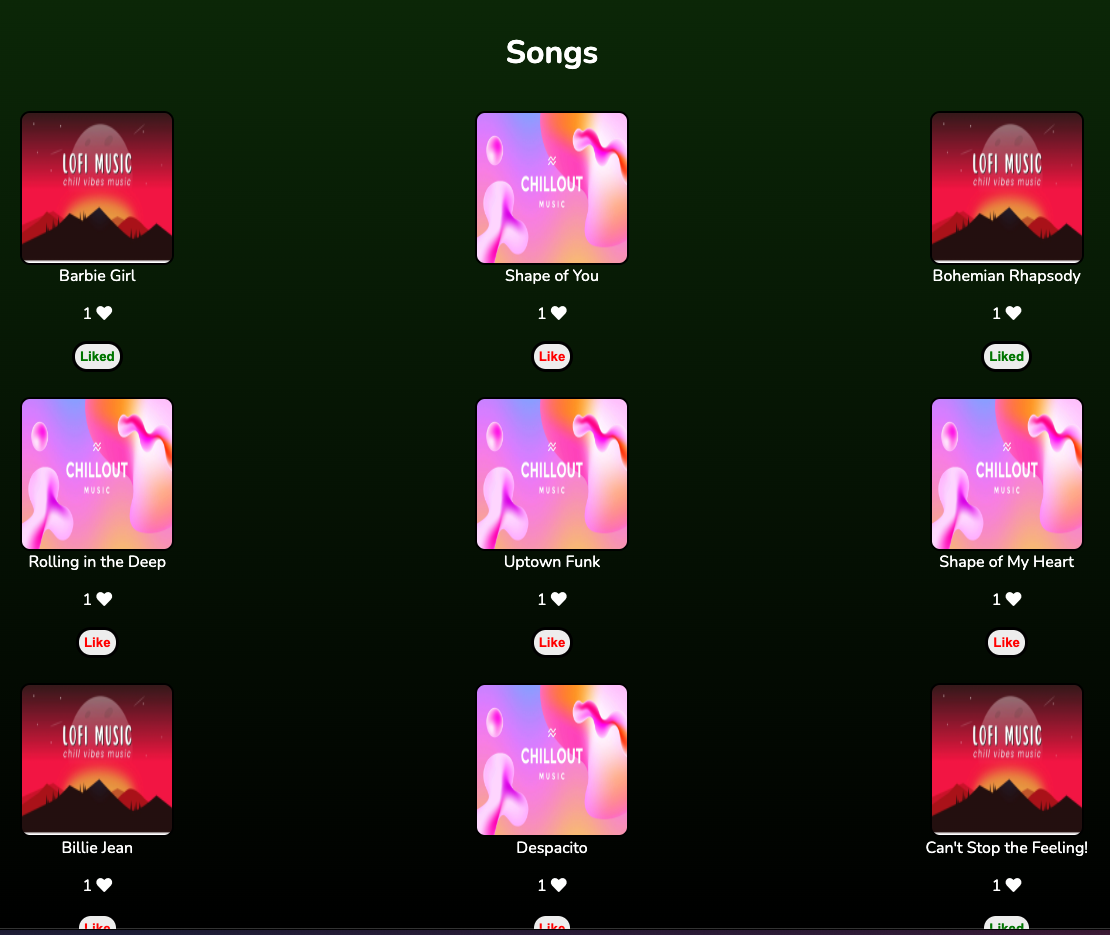 Songs
LOFI MUSIC
chill vibes music
CHILLOUT
MUSIC
LOFI MUSIC
chill vibes music
Barbie Girl
Shape of You
Bohemian Rhapsody
1
1
1
Liked
Like
Liked
CHILLOUT
MUSIC
CHILLOUT
MUSIC
CHILLOUT
MUSIC
Rolling in the Deep
Uptown Funk
Shape of My Heart
1
1
1
Like
Like
Like
LOFI MUSIC
chill vibes music
CHILLOUT
MUSIC
LOFI MUSIC
chill vibes music
Billie Jean
Despacito
Can't Stop the Feeling!
1
1
1
Like
Like
Liked